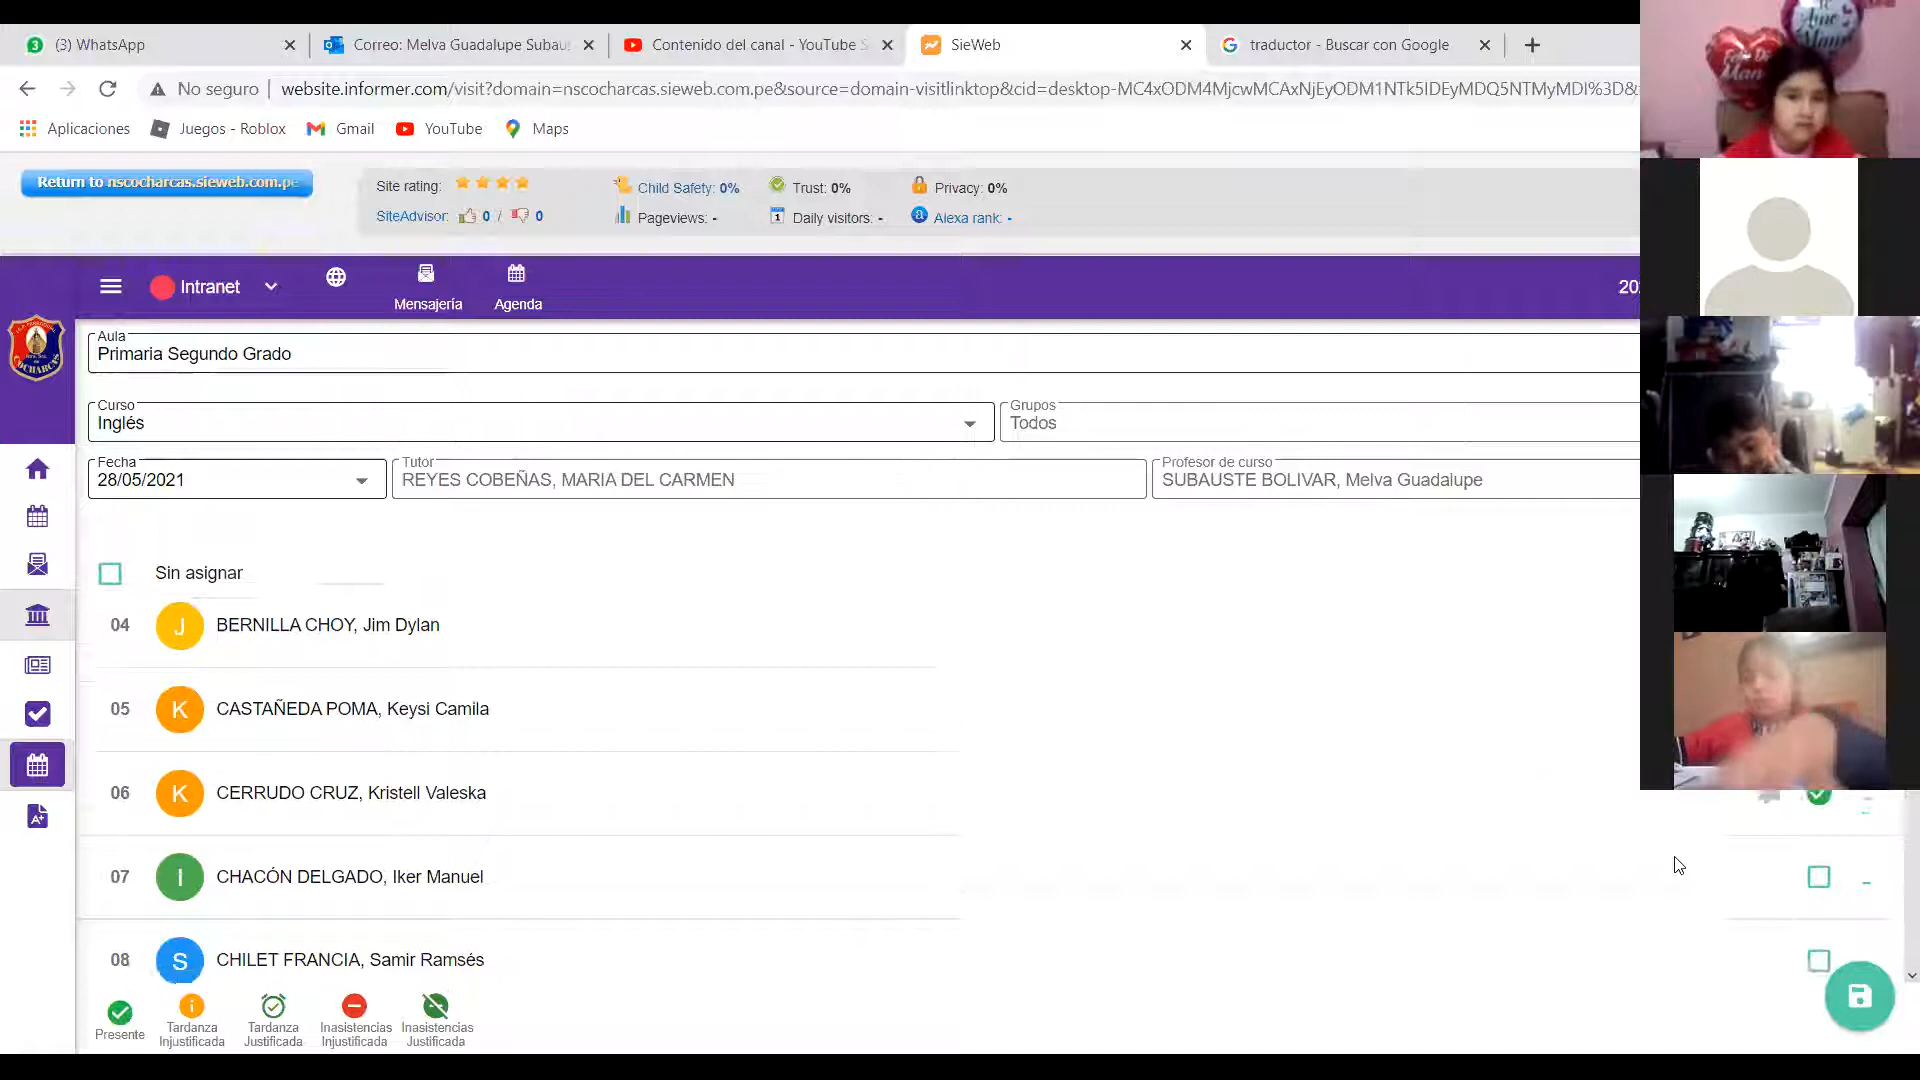 (3) WhatsApp
Correo: Melva Guadalupe Subau
Contenido del canal - YouTube S
SieWeb
traductor - Buscar con Google
No seguro
website.informer.com/visit?domain=nscocharcas.sieweb.com.pe&source=domain-visitlinktop&cid=desktop-MC4xODM4MjcwMCAxNjEyODM1NTk5IDEyMDQ5NTMyMDI%3D&
Aplicaciones
Juegos - Roblox
Gmail
YouTube
Maps
Return to nscocharcas.sieweb.com.pe
Site rating:
Child Safety: 0%
Trust: 0%
Privacy: 0%
SiteAdvisor: 0 / 0
Pageviews: -
Daily visitors: -
Alexa rank: -
Intranet
Mensajería
Agenda
20
COCHARCAS
Aula
Primaria Segundo Grado
Curso
Inglés
Grupos
Todos
Fecha
28/05/2021
Tutor
REYES COBEÑAS, MARIA DEL CARMEN
Profesor de curso
SUBAUSTE BOLIVAR, Melva Guadalupe
Sin asignar
04 J BERNILLA CHOY, Jim Dylan
05 K CASTAÑEDA POMA, Keysi Camila
06 K CERRUDO CRUZ, Kristell Valeska
07 I CHACÓN DELGADO, Iker Manuel
08 S CHILET FRANCIA, Samir Ramsés
Presente
Tardanza Injustificada
Tardanza Justificada
Inasistencias Injustificada
Inasistencias Justificada